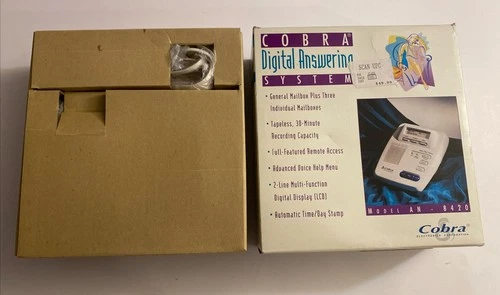 COBRA®
Digital Answering
SYSTEM
SCAN UPC
• General Mailbox Plus Three
Individual Mailboxes
• Tapeless, 30-Minute
Recording Capacity
• Full-Featured Remote Access
• Advanced Voice Help Menu
• 2-Line Multi-Function
Digital Display (LCD)
• Automatic Time/Day Stamp
MODEL AN - 8420
Cobra®
ELECTRONICS CORPORATION